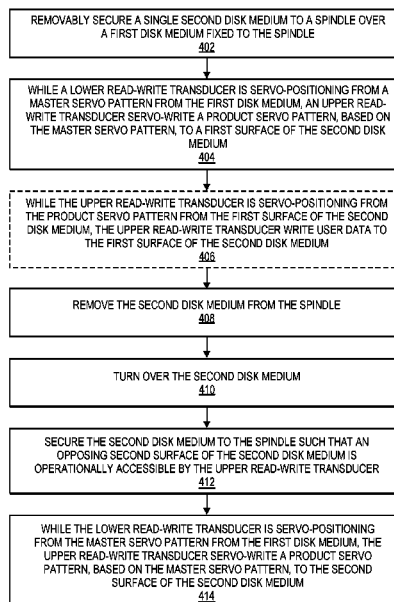 REMOVABLY SECURE A SINGLE SECOND DISK MEDIUM TO A SPINDLE OVER
A FIRST DISK MEDIUM FIXED TO THE SPINDLE
402
WHILE A LOWER READ-WRITE TRANSDUCER IS SERVO-POSITIONING FROM A
MASTER SERVO PATTERN FROM THE FIRST DISK MEDIUM, AN UPPER READ-
WRITE TRANSDUCER SERVO-WRITE A PRODUCT SERVO PATTERN, BASED ON
THE MASTER SERVO PATTERN, TO A FIRST SURFACE OF THE SECOND DISK
MEDIUM
404
WHILE THE UPPER READ-WRITE TRANSDUCER IS SERVO-POSITIONING FROM
THE PRODUCT SERVO PATTERN FROM THE FIRST SURFACE OF THE SECOND
DISK MEDIUM, THE UPPER READ-WRITE TRANSDUCER WRITE USER DATA TO
THE FIRST SURFACE OF THE SECOND DISK MEDIUM
406
REMOVE THE SECOND DISK MEDIUM FROM THE SPINDLE
408
TURN OVER THE SECOND DISK MEDIUM
410
SECURE THE SECOND DISK MEDIUM TO THE SPINDLE SUCH THAT AN
OPPOSING SECOND SURFACE OF THE SECOND DISK MEDIUM IS
OPERATIONALLY ACCESSIBLE BY THE UPPER READ-WRITE TRANSDUCER
412
WHILE THE LOWER READ-WRITE TRANSDUCER IS SERVO-POSITIONING
FROM THE MASTER SERVO PATTERN FROM THE FIRST DISK MEDIUM, THE
UPPER READ-WRITE TRANSDUCER SERVO-WRITE A PRODUCT SERVO
PATTERN, BASED ON THE MASTER SERVO PATTERN, TO THE SECOND
SURFACE OF THE SECOND DISK MEDIUM
414